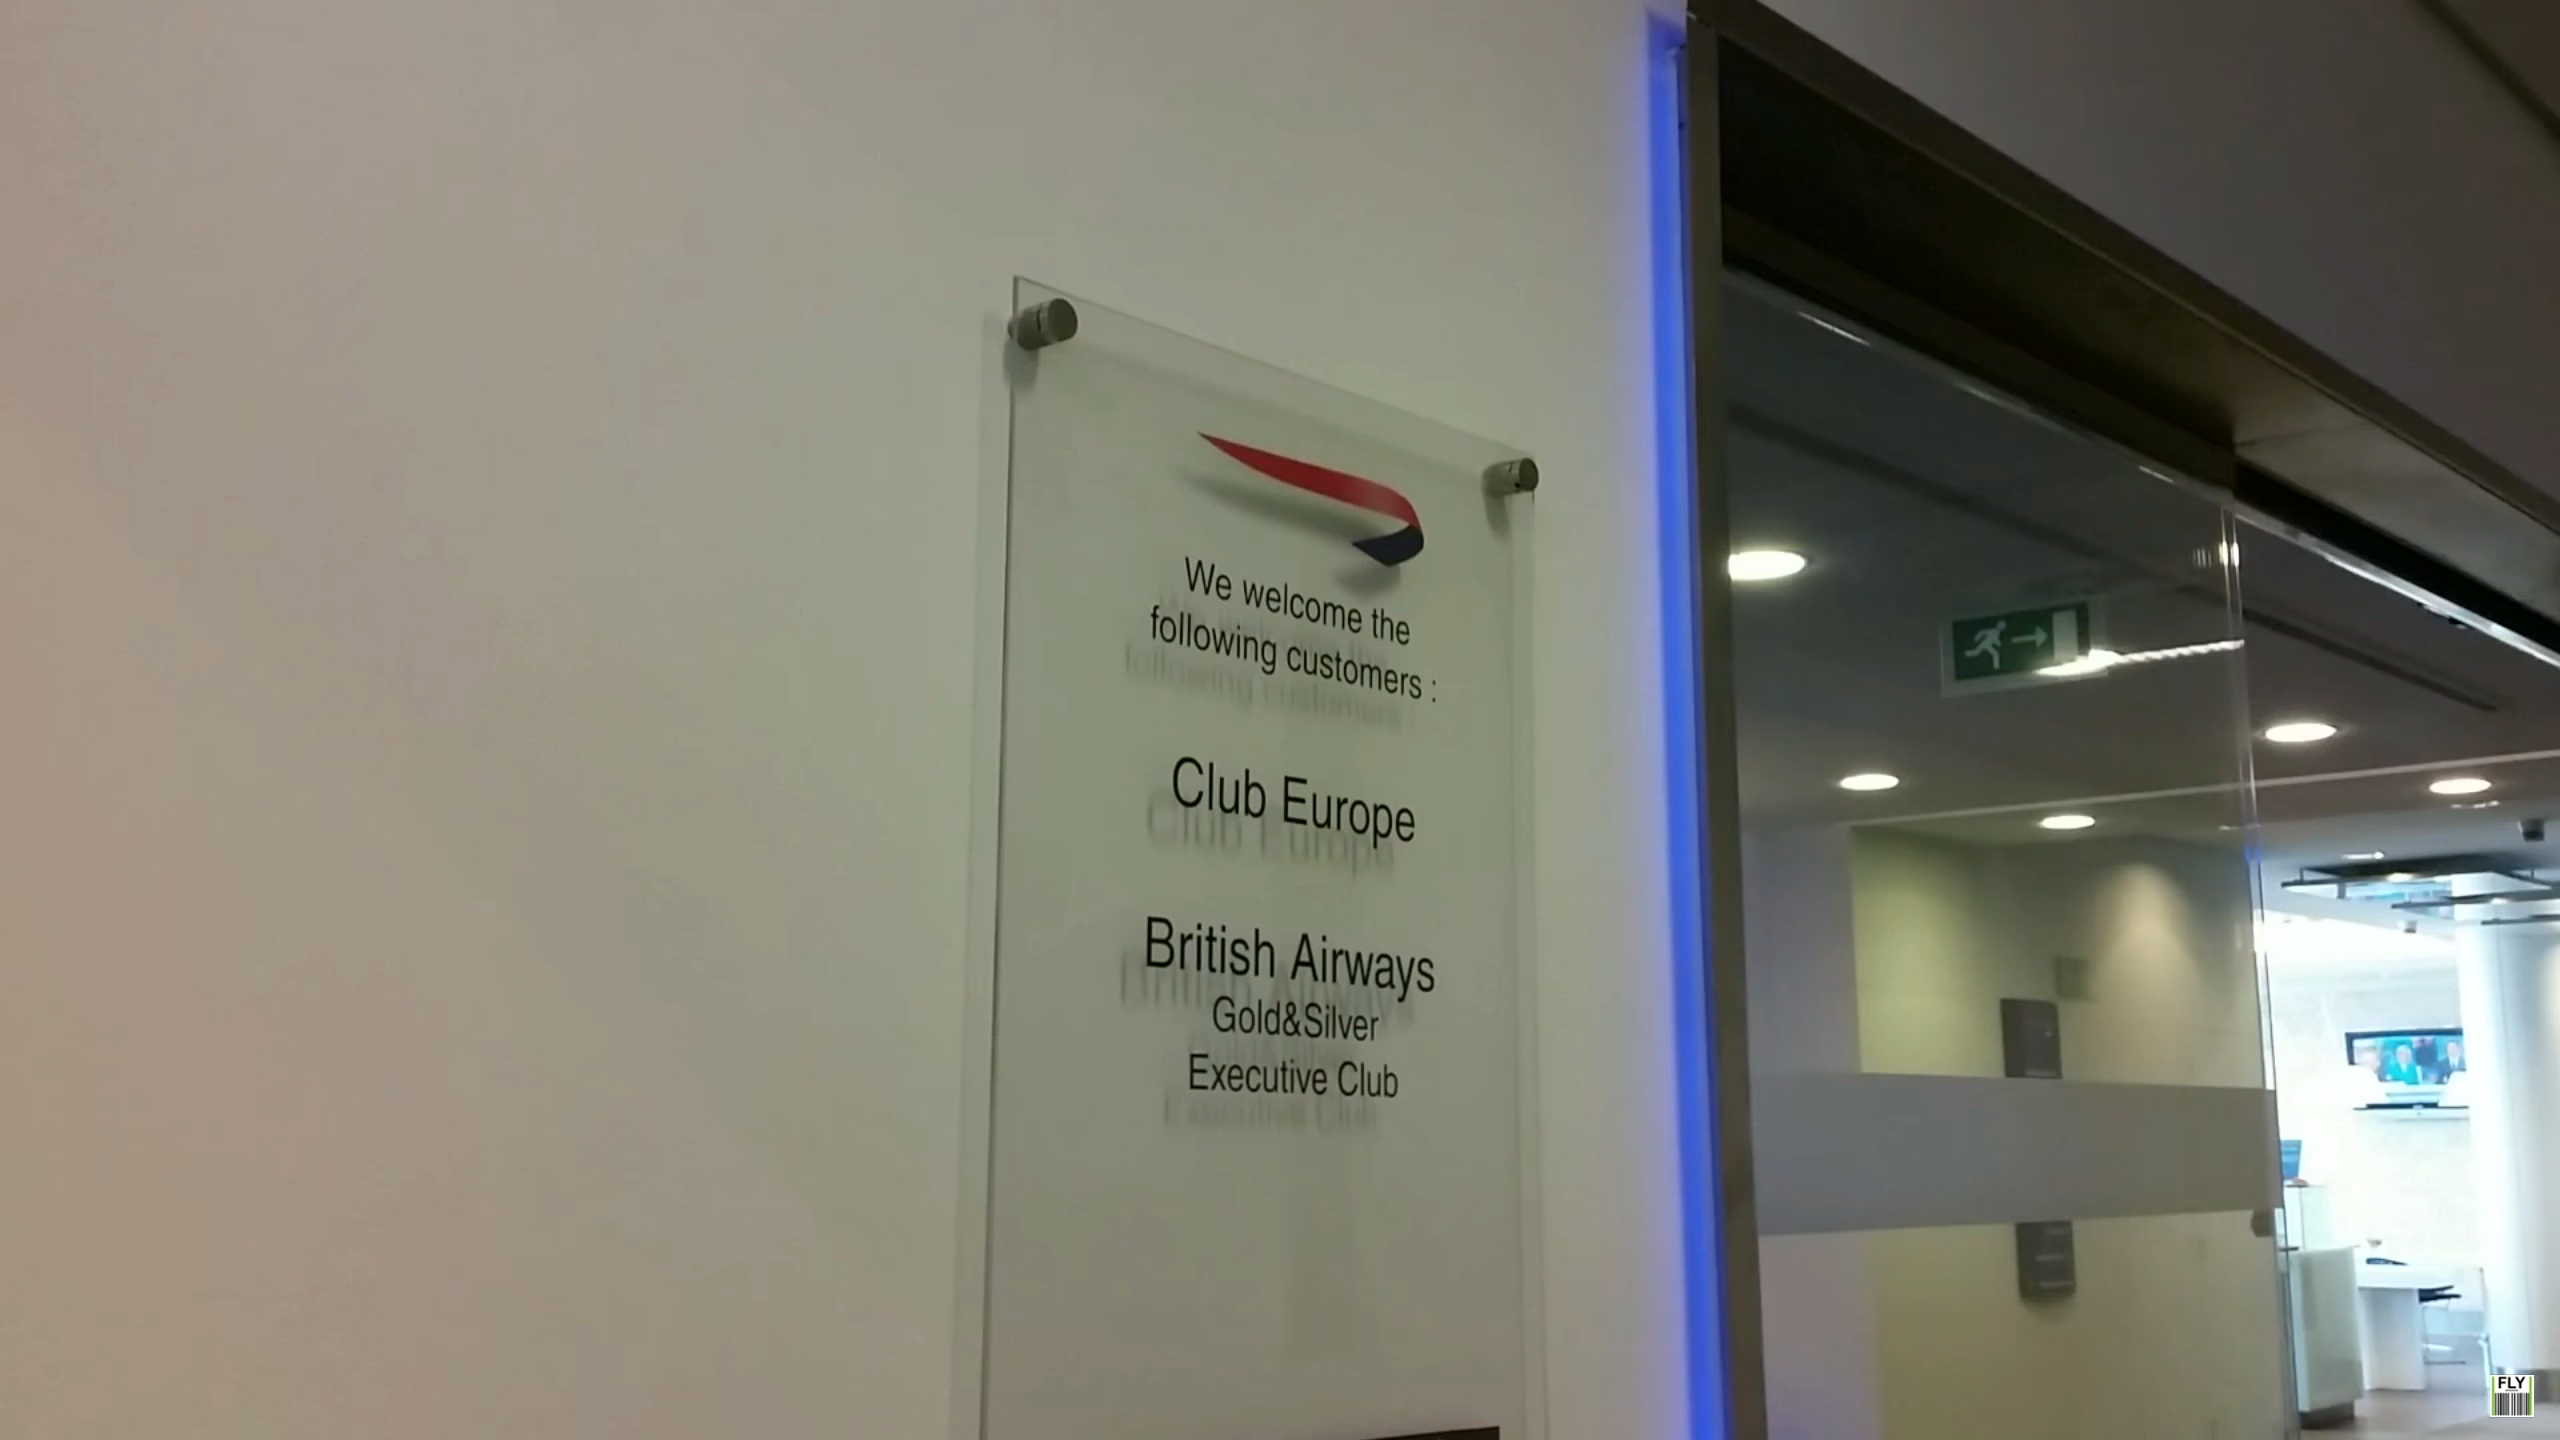 We welcome the
following customers :
Club Europe
British Airways
Gold&Silver
Executive Club
FLY